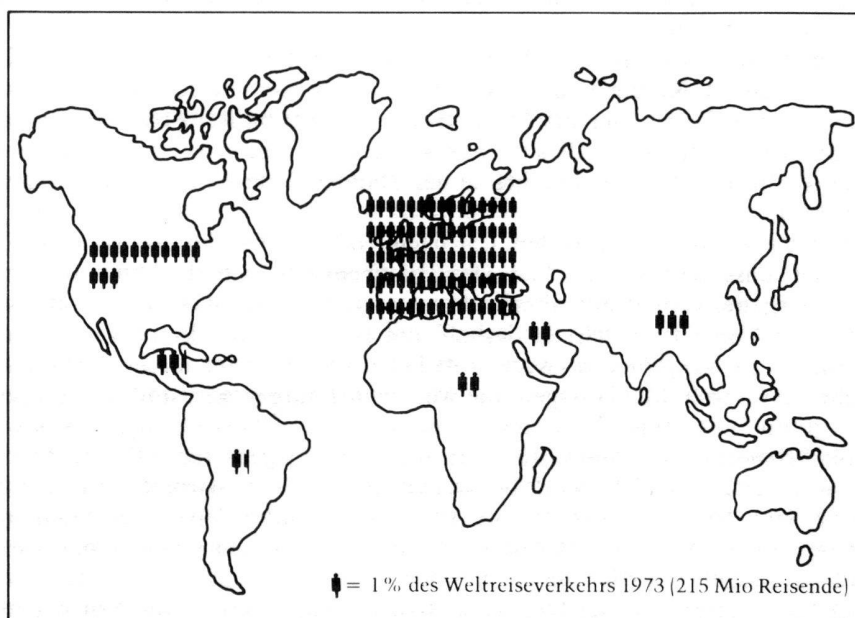 = 1 % des Weltreiseverkehrs 1973 (215 Mio Reisende)